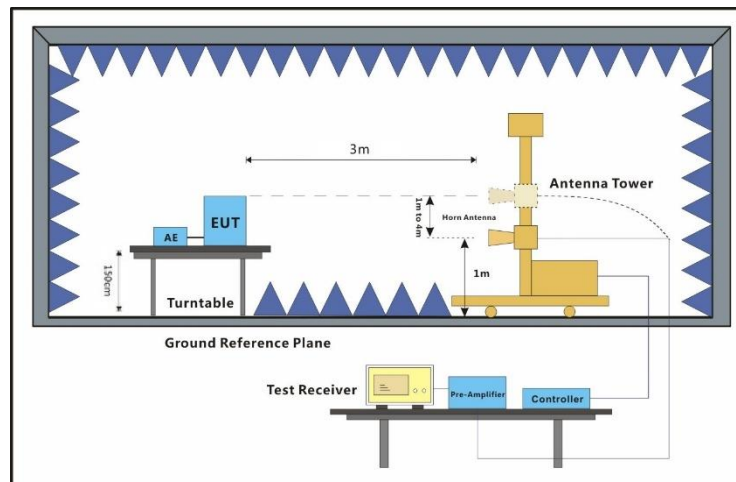 3m
Antenna Tower
1m to 4m
Horn Antenna
EUT
AE
150cm
1m
Turntable
Ground Reference Plane
Test Receiver
Pre-Amplifier
Controller